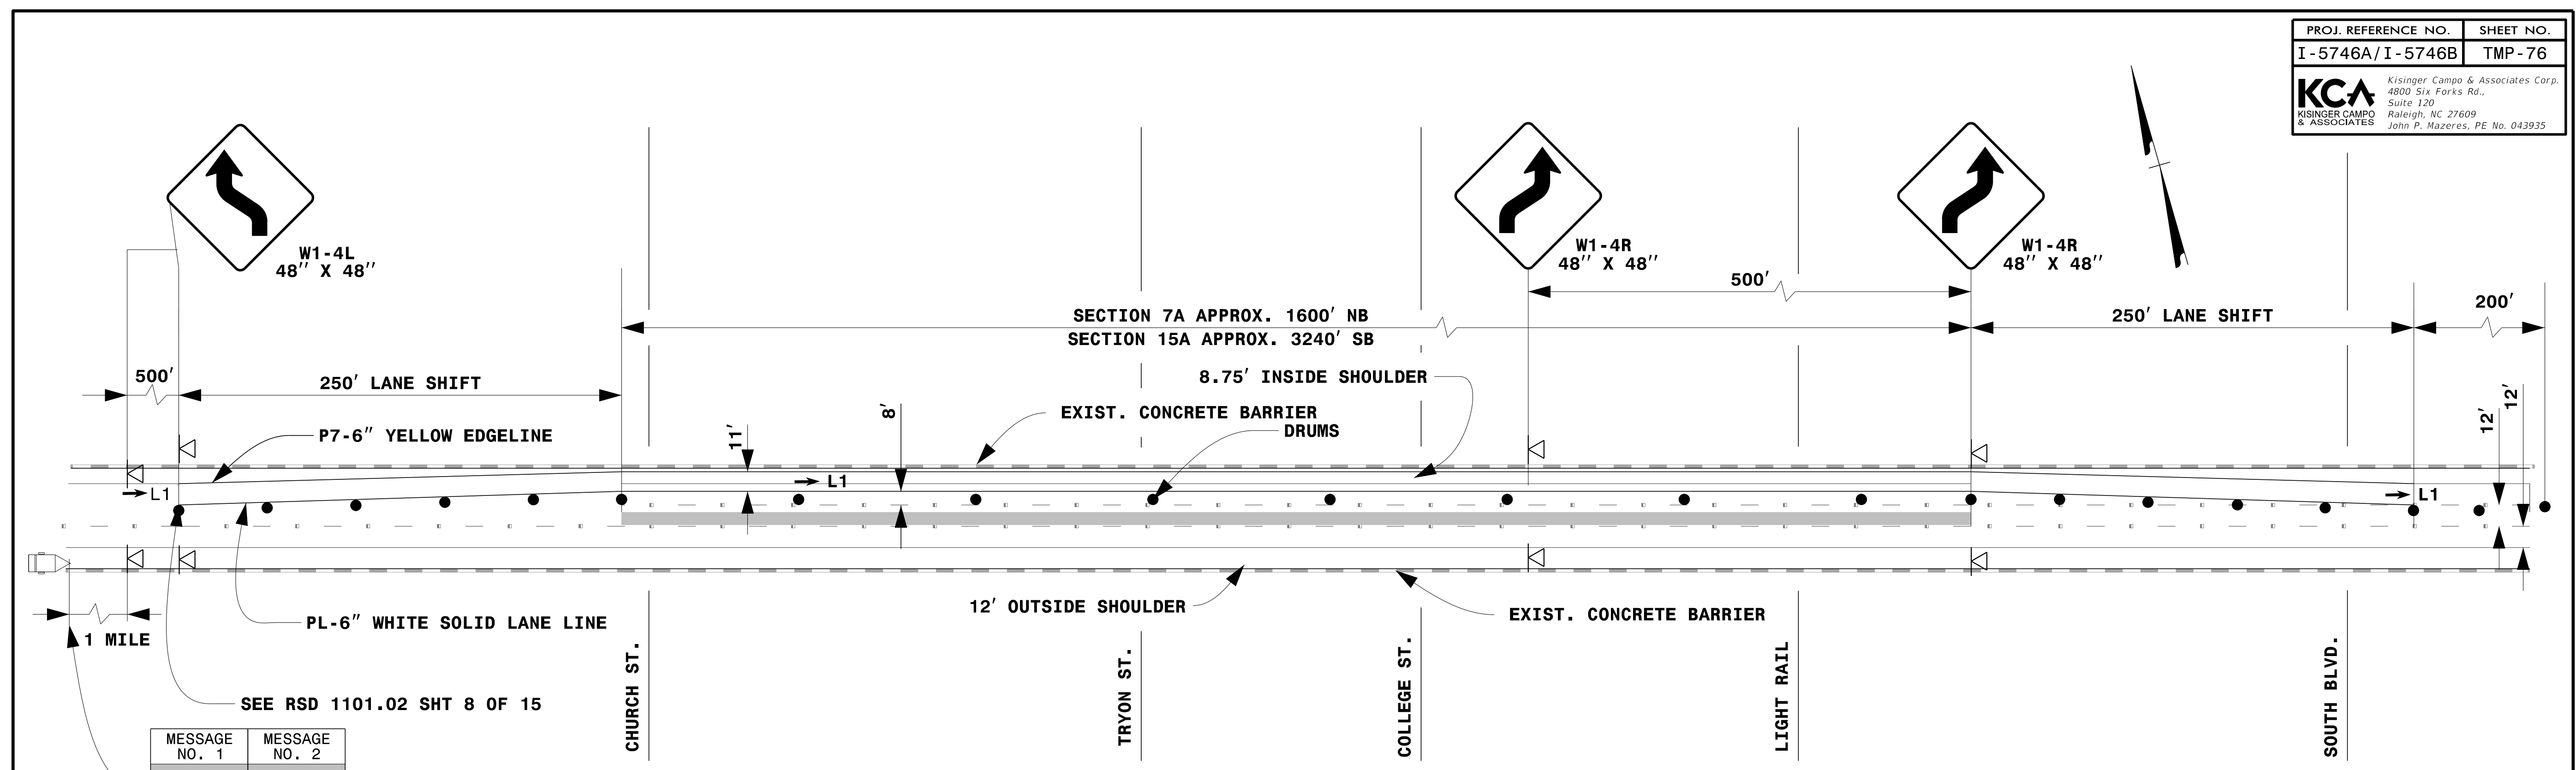 PROJ. REFERENCE NO. SHEET NO.
I-5746A/I-5746B TMP-76
KCA
KISINGER CAMPO
& ASSOCIATES
Kisinger Campo & Associates Corp.
4800 Six Forks Rd.,
Suite 120
Raleigh, NC 27609
John P. Mazeres, PE No. 043935
W1-4L
48'' X 48''
W1-4R
48'' X 48''
W1-4R
48'' X 48''
500'
SECTION 7A APPROX. 1600' NB
SECTION 15A APPROX. 3240' SB
250' LANE SHIFT
200'
500'
250' LANE SHIFT
8.75' INSIDE SHOULDER
P7-6" YELLOW EDGELINE
11'
8'
EXIST. CONCRETE BARRIER
DRUMS
12'
12'
L1
L1
L1
1 MILE
PL-6" WHITE SOLID LANE LINE
12' OUTSIDE SHOULDER
EXIST. CONCRETE BARRIER
SEE RSD 1101.02 SHT 8 OF 15
CHURCH ST.
TRYON ST.
COLLEGE ST.
LIGHT RAIL
SOUTH BLVD.
MESSAGE NO. 1
MESSAGE NO. 2